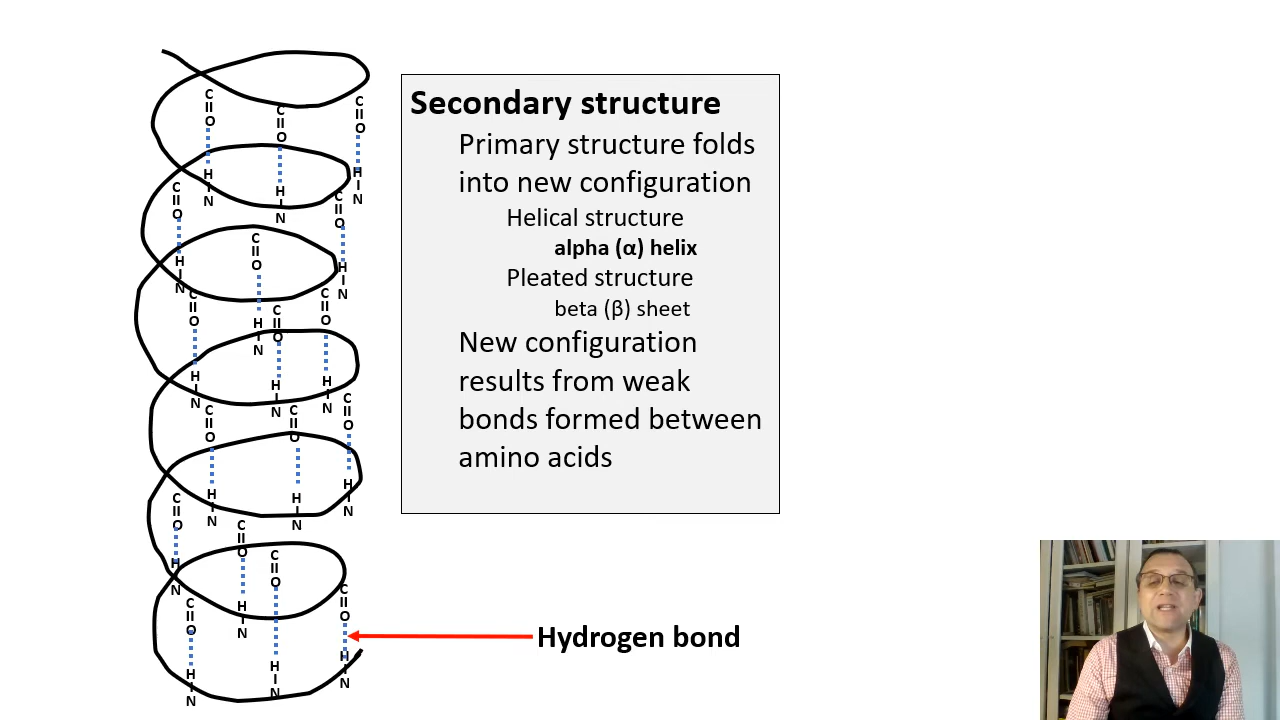 Secondary structure
Primary structure folds
into new configuration
Helical structure
alpha (α) helix
Pleated structure
beta (β) sheet
New configuration
results from weak
bonds formed between
amino acids
Hydrogen bond
C
O
H
N
C
O
H
N
C
O
H
N
C
O
H
N
C
O
H
N
C
O
H
N
C
O
H
N
C
O
H
N
C
O
H
N
C
O
H
N
C
O
H
N
C
O
H
N
C
O
H
N
C
O
H
N
C
O
H
N
C
O
H
N
C
O
H
N